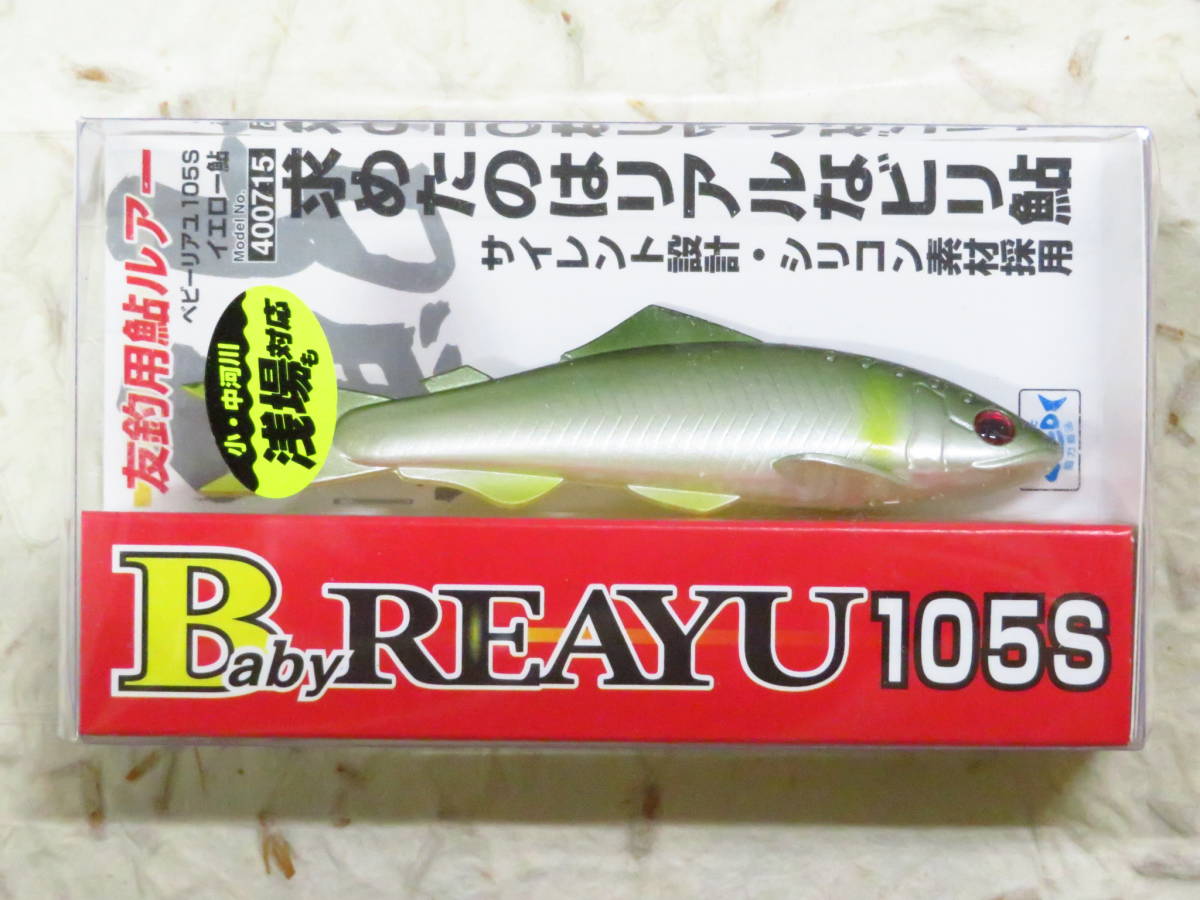 求めたのはリアルなビリ鮎
サイレント設計・シリコン素材採用
友釣用鮎ルアー
ベビーリアユ105S
イエロー鮎
Model No.
400715
小・中河川
浅場対応も
Baby REAYU 105S